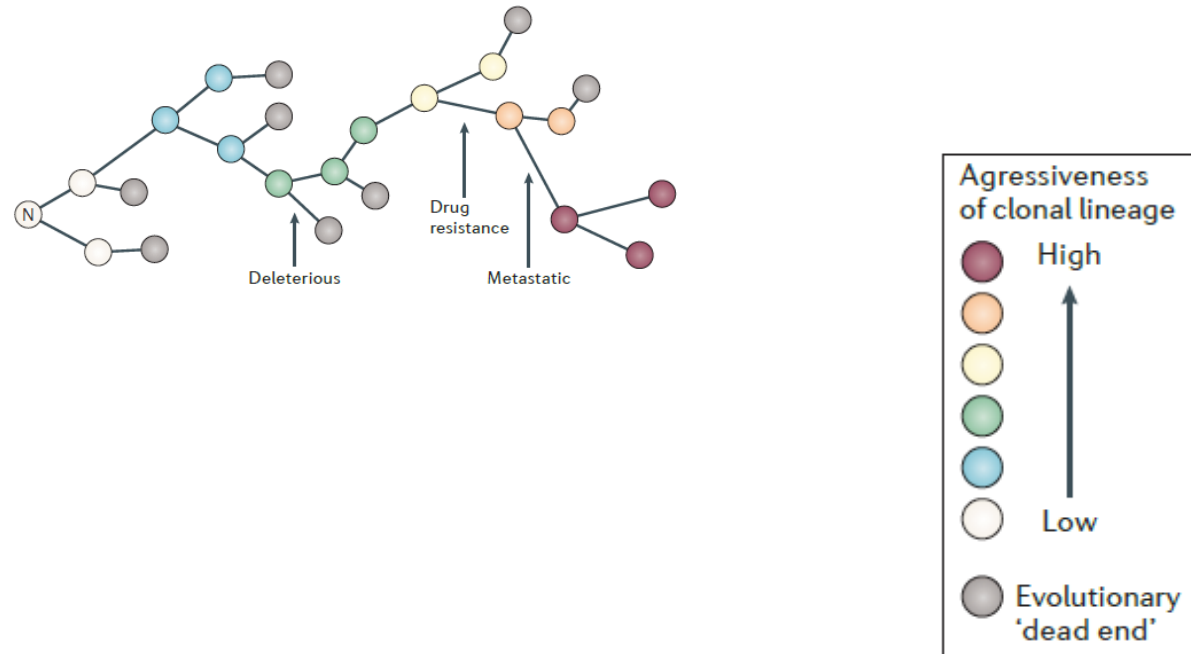 N
Deleterious
Drug
resistance
Metastatic
Agressiveness
of clonal lineage
High
Low
Evolutionary
‘dead end’